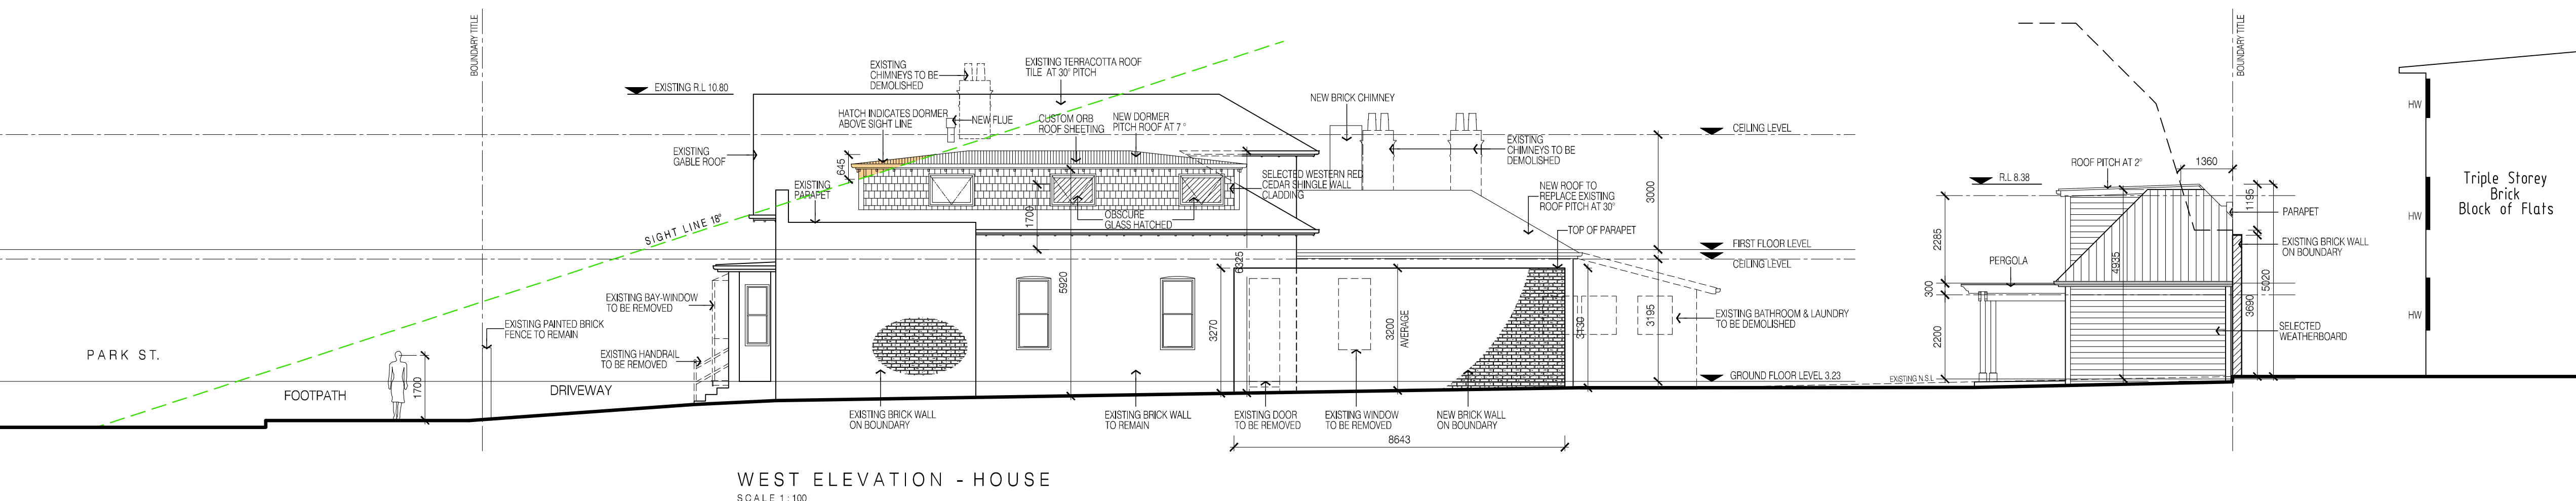 BOUNDARY TITLE
EXISTING R.L 10.80
EXISTING
CHIMNEYS TO BE
DEMOLISHED
EXISTING TERRACOTTA ROOF
TILE AT 30° PITCH
HATCH INDICATES DORMER
ABOVE SIGHT LINE
NEW FLUE
CUSTOM ORB
ROOF SHEETING
NEW DORMER
PITCH ROOF AT 7 °
NEW BRICK CHIMNEY
EXISTING
CHIMNEYS TO BE
DEMOLISHED
CEILING LEVEL
EXISTING
GABLE ROOF
645
EXISTING
PARAPET
SELECTED WESTERN RED
CEDAR SHINGLE WALL
CLADDING
OBSCURE
GLASS HATCHED
1700
NEW ROOF TO
REPLACE EXISTING
ROOF PITCH AT 30°
TOP OF PARAPET
3000
FIRST FLOOR LEVEL
CEILING LEVEL
SIGHT LINE 18°
6325
5920
EXISTING BAY-WINDOW
TO BE REMOVED
EXISTING PAINTED BRICK
FENCE TO REMAIN
EXISTING HANDRAIL
TO BE REMOVED
3270
3200
AVERAGE
3130
3195
EXISTING BATHROOM & LAUNDRY
TO BE DEMOLISHED
GROUND FLOOR LEVEL 3.23
PARK ST.
FOOTPATH
1700
DRIVEWAY
EXISTING BRICK WALL
ON BOUNDARY
EXISTING BRICK WALL
TO REMAIN
EXISTING DOOR
TO BE REMOVED
EXISTING WINDOW
TO BE REMOVED
NEW BRICK WALL
ON BOUNDARY
8643
EXISTING N.S.L
BOUNDARY TITLE
ROOF PITCH AT 2°
1360
R.L 8.38
1195
PARAPET
EXISTING BRICK WALL
ON BOUNDARY
2285
4935
5020
3690
PERGOLA
300
2200
SELECTED
WEATHERBOARD
HW
HW
HW
Triple Storey
Brick
Block of Flats
WEST ELEVATION - HOUSE
SCALE 1 : 100